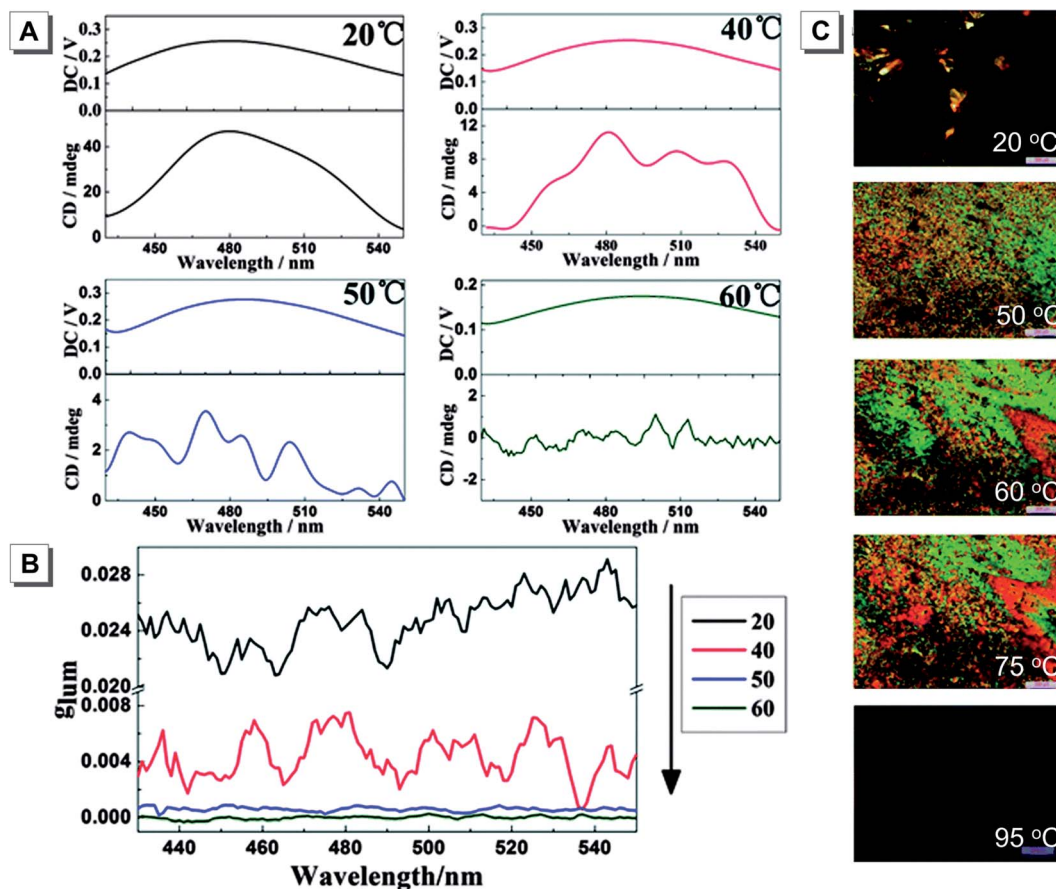 A
20℃
DC / V
0.3
0.2
0.1
0.0
CD / mdeg
40
20
0
450 480 510 540
Wavelength / nm
40℃
DC / V
0.3
0.2
0.1
0.0
CD / mdeg
12
8
4
0
450 480 510 540
Wavelength / nm
50℃
DC / V
0.3
0.2
0.1
0.0
CD / mdeg
4
2
0
450 480 510 540
Wavelength / nm
60℃
DC / V
0.2
0.1
0.0
CD / mdeg
2
0
-2
450 480 510 540
Wavelength / nm
B
glum
0.028
0.024
0.020
0.008
0.004
0.000
440 460 480 500 520 540
Wavelength/nm
20
40
50
60
C
20 °C
50 °C
60 °C
75 °C
95 °C